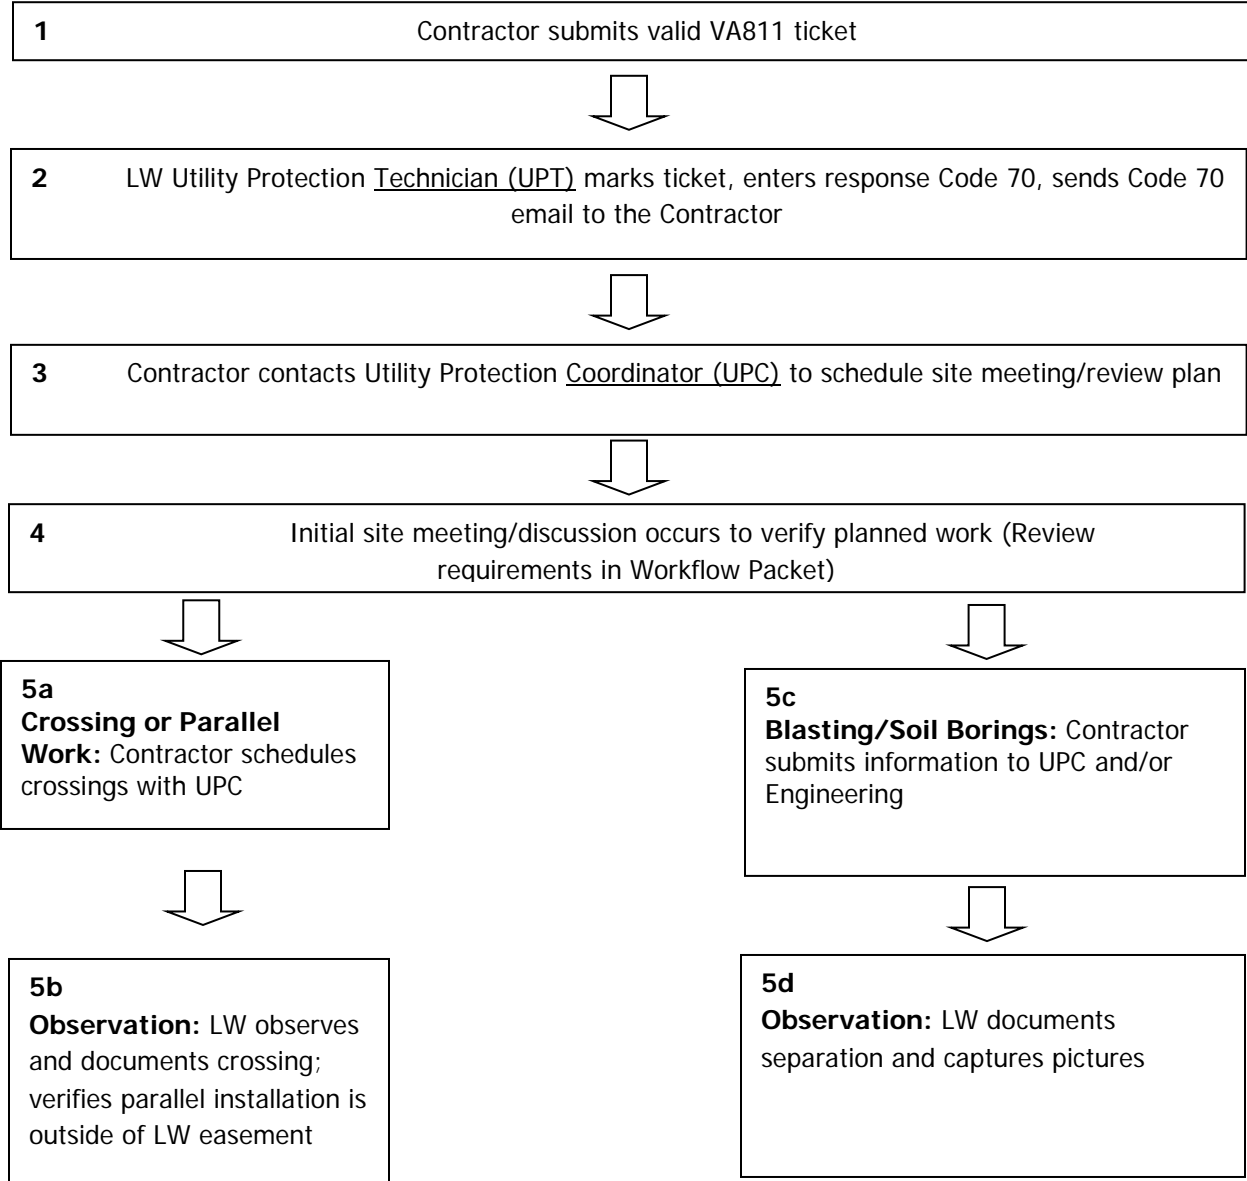 1 Contractor submits valid VA811 ticket
2 LW Utility Protection Technician (UPT) marks ticket, enters response Code 70, sends Code 70
email to the Contractor
3 Contractor contacts Utility Protection Coordinator (UPC) to schedule site meeting/review plan
4 Initial site meeting/discussion occurs to verify planned work (Review
requirements in Workflow Packet)
5a
Crossing or Parallel
Work: Contractor schedules
crossings with UPC
5b
Observation: LW observes
and documents crossing;
verifies parallel installation is
outside of LW easement
5c
Blasting/Soil Borings: Contractor
submits information to UPC and/or
Engineering
5d
Observation: LW documents
separation and captures pictures